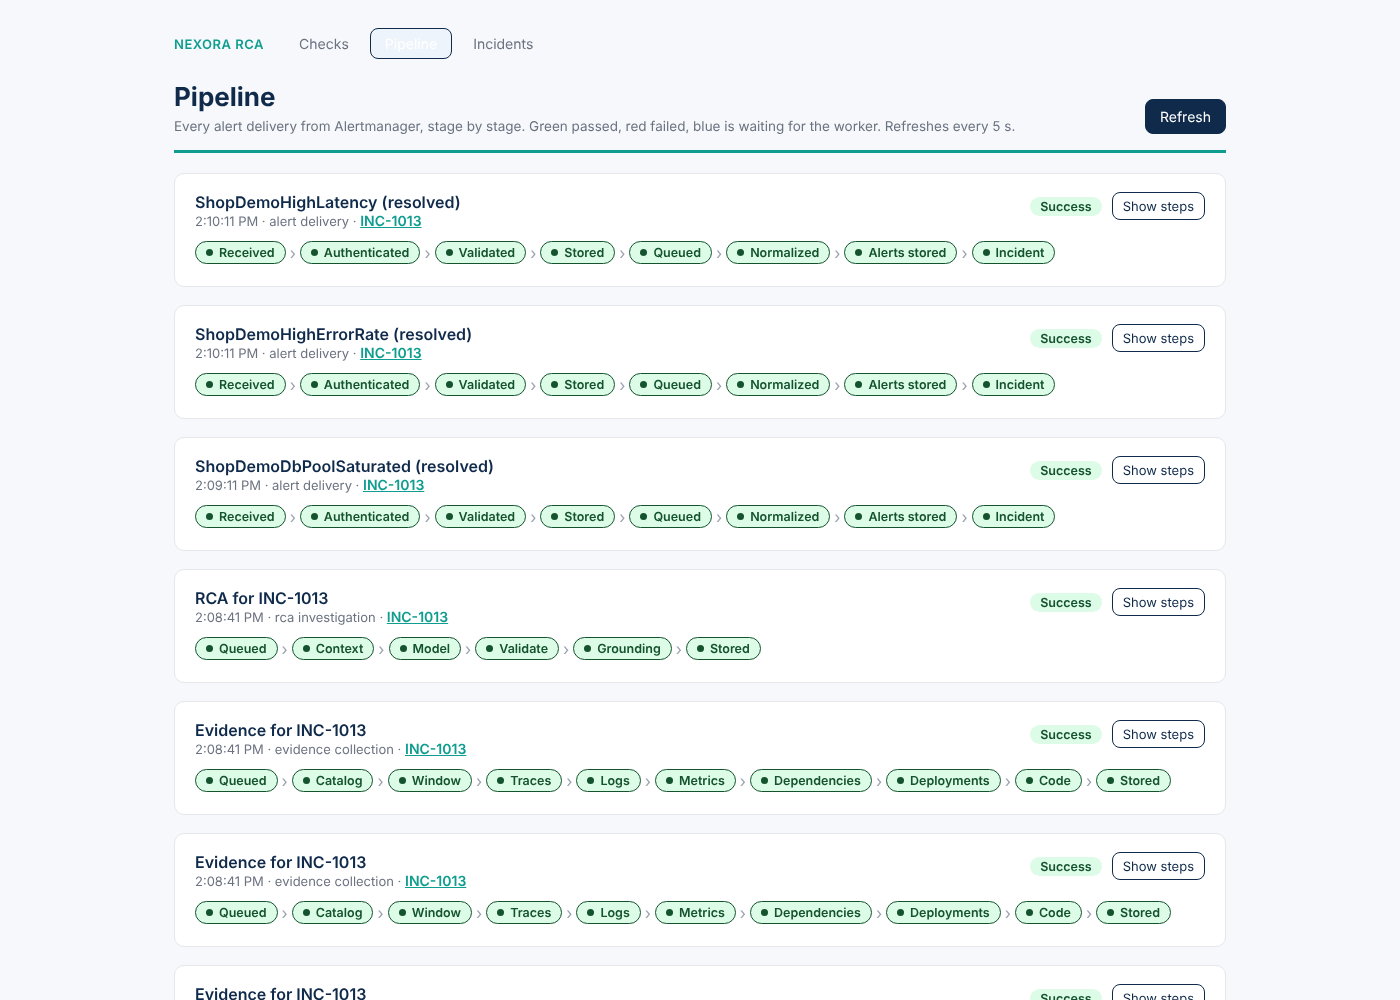 NEXORA RCA Checks Pipeline Incidents
Pipeline
Every alert delivery from Alertmanager, stage by stage. Green passed, red failed, blue is waiting for the worker. Refreshes every 5 s.
Refresh
ShopDemoHighLatency (resolved)
Success Show steps
2:10:11 PM · alert delivery · INC-1013
Received › Authenticated › Validated › Stored › Queued › Normalized › Alerts stored › Incident
ShopDemoHighErrorRate (resolved)
Success Show steps
2:10:11 PM · alert delivery · INC-1013
Received › Authenticated › Validated › Stored › Queued › Normalized › Alerts stored › Incident
ShopDemoDbPoolSaturated (resolved)
Success Show steps
2:09:11 PM · alert delivery · INC-1013
Received › Authenticated › Validated › Stored › Queued › Normalized › Alerts stored › Incident
RCA for INC-1013
Success Show steps
2:08:41 PM · rca investigation · INC-1013
Queued › Context › Model › Validate › Grounding › Stored
Evidence for INC-1013
Success Show steps
2:08:41 PM · evidence collection · INC-1013
Queued › Catalog › Window › Traces › Logs › Metrics › Dependencies › Deployments › Code › Stored
Evidence for INC-1013
Success Show steps
2:08:41 PM · evidence collection · INC-1013
Queued › Catalog › Window › Traces › Logs › Metrics › Dependencies › Deployments › Code › Stored
Evidence for INC-1013
Success Show steps